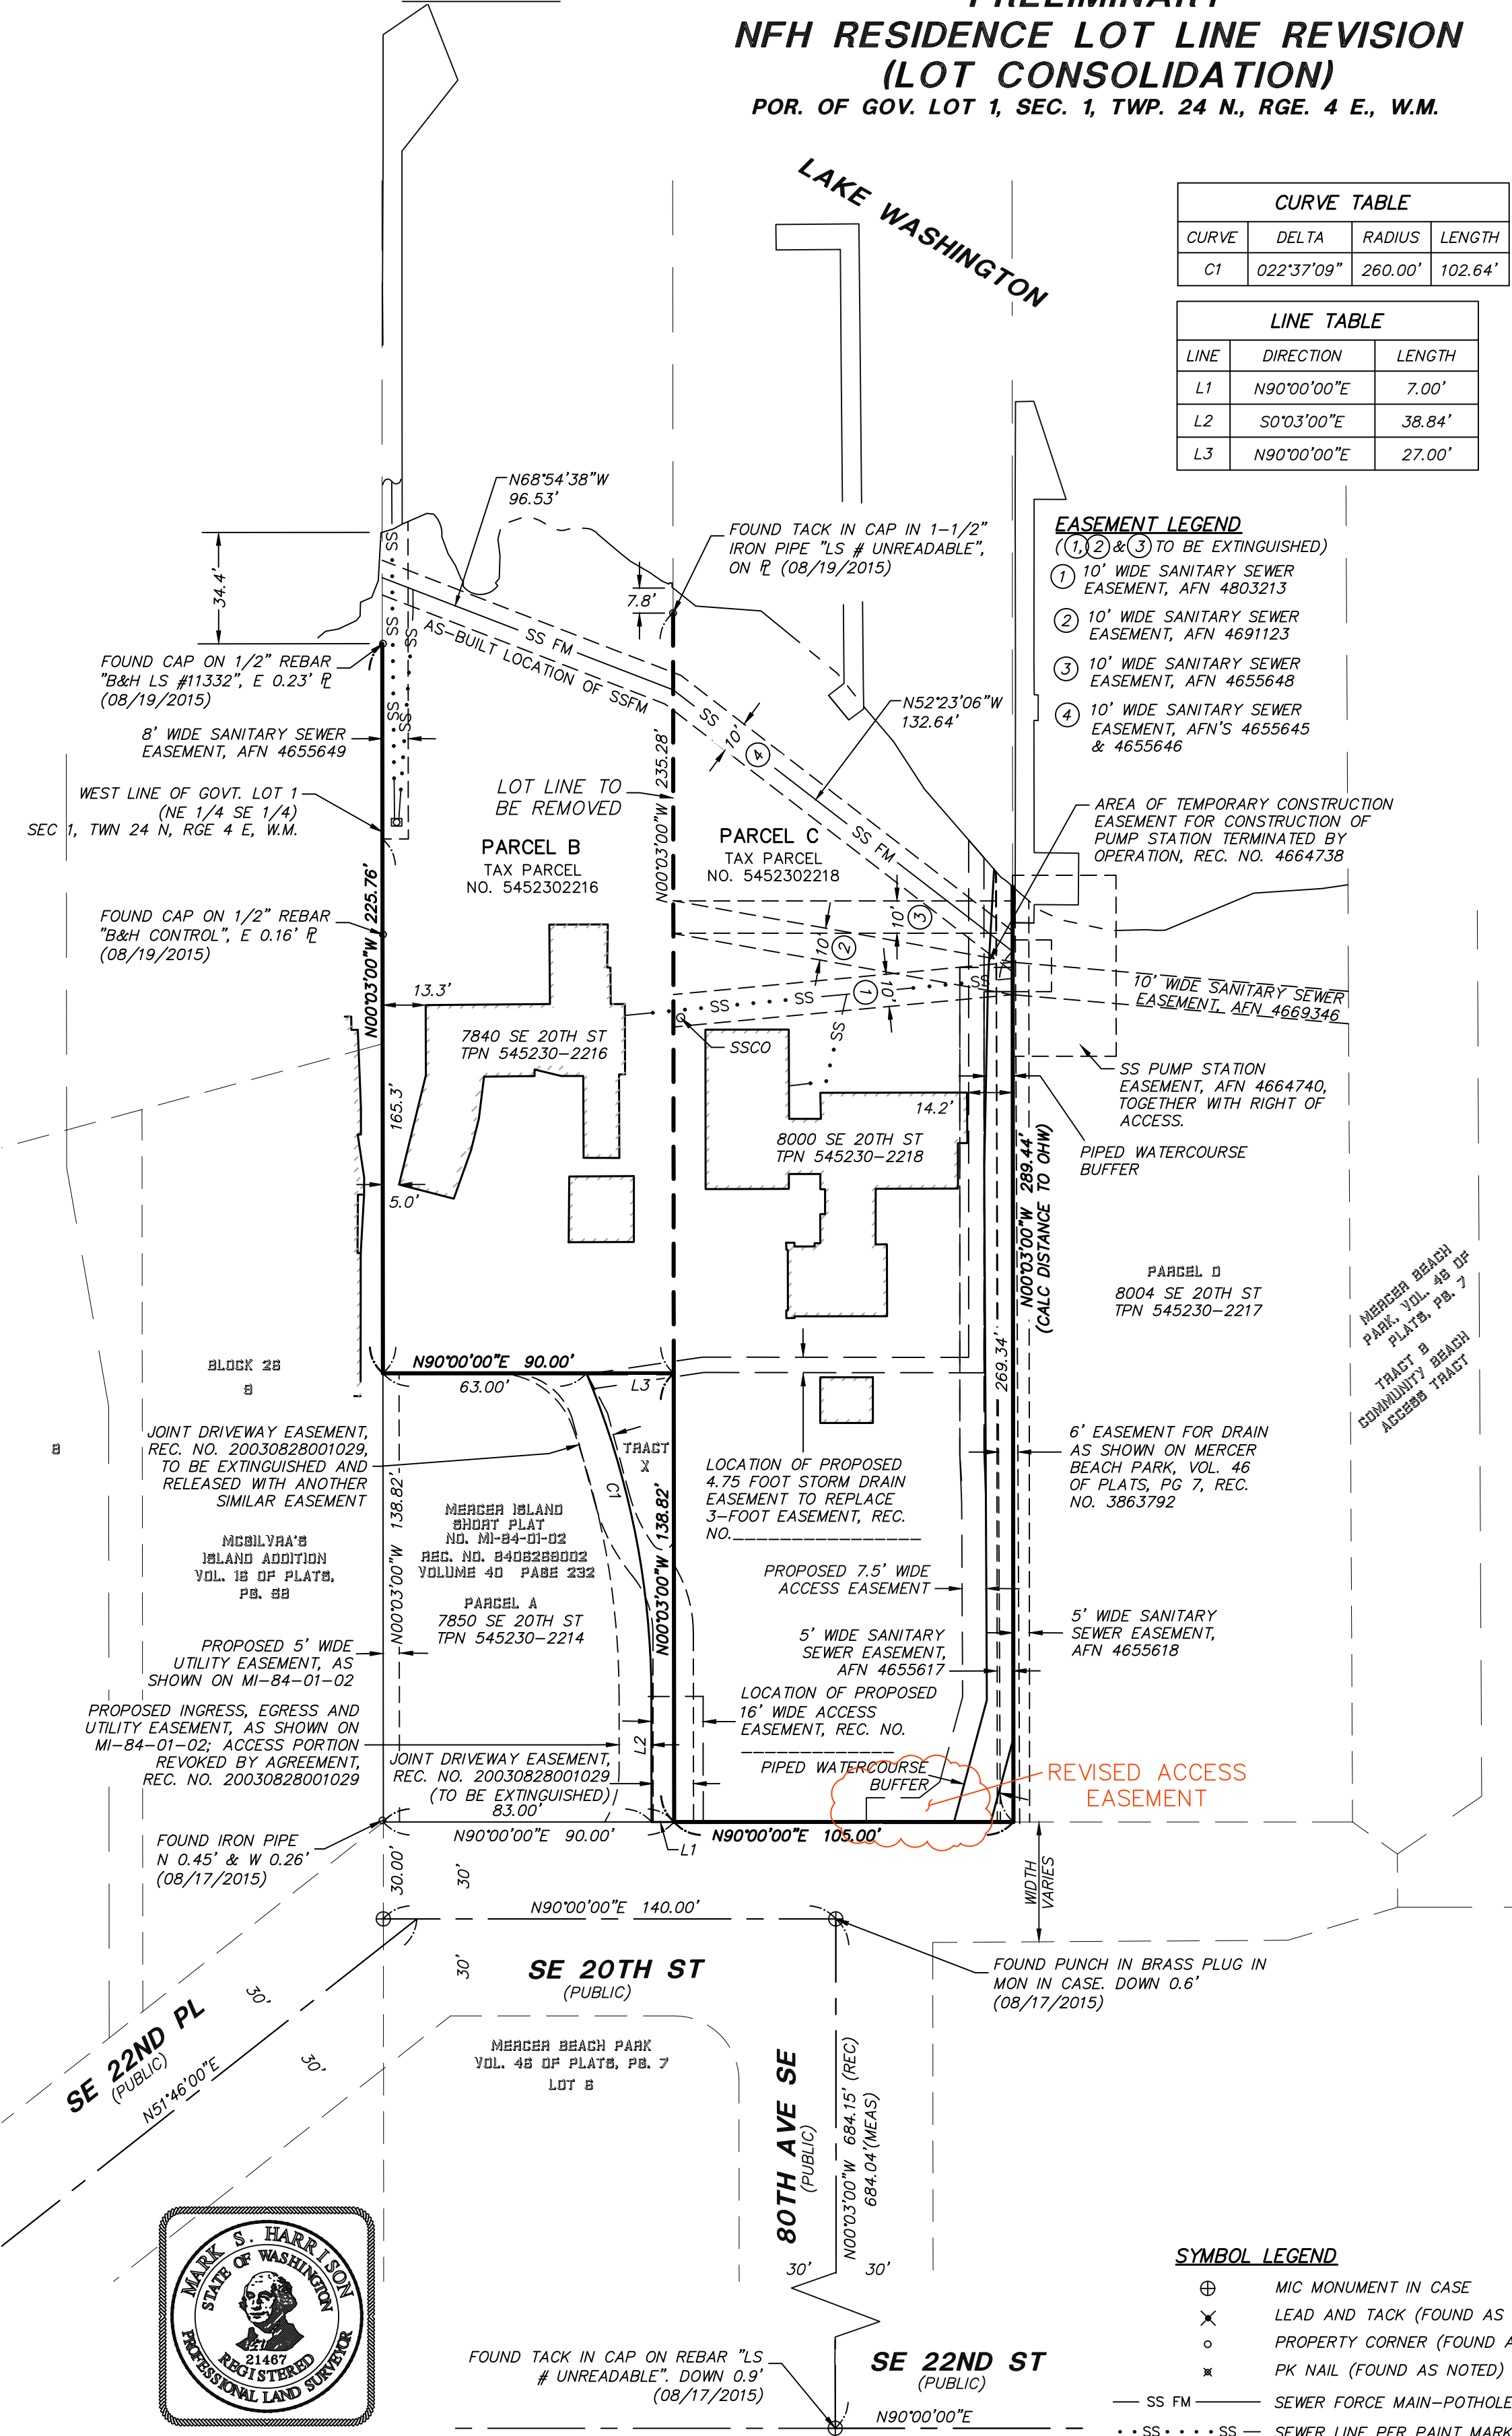 PRELIMINARY
NFH RESIDENCE LOT LINE REVISION
(LOT CONSOLIDATION)
POR. OF GOV. LOT 1, SEC. 1, TWP. 24 N., RGE. 4 E., W.M.
LAKE WASHINGTON
CURVE TABLE
CURVE DELTA RADIUS LENGTH
C1 022°37'09" 260.00' 102.64'
LINE TABLE
LINE DIRECTION LENGTH
L1 N90°00'00"E 7.00'
L2 S0°03'00"E 38.84'
L3 N90°00'00"E 27.00'
EASEMENT LEGEND
(1, 2 & 3 TO BE EXTINGUISHED)
1 10' WIDE SANITARY SEWER
EASEMENT, AFN 4803213
2 10' WIDE SANITARY SEWER
EASEMENT, AFN 4691123
3 10' WIDE SANITARY SEWER
EASEMENT, AFN 4655648
4 10' WIDE SANITARY SEWER
EASEMENT, AFN'S 4655645
& 4655646
N68°54'38"W
96.53'
FOUND TACK IN CAP IN 1-1/2"
IRON PIPE "LS # UNREADABLE",
ON PL (08/19/2015)
34.4'
7.8'
SS
SS
SS
SS
SS
SS FM
AS-BUILT LOCATION OF SSFM
FOUND CAP ON 1/2" REBAR
"B&H LS #11332", E 0.23' PL
(08/19/2015)
8' WIDE SANITARY SEWER
EASEMENT, AFN 4655649
WEST LINE OF GOVT. LOT 1
(NE 1/4 SE 1/4)
SEC 1, TWN 24 N, RGE 4 E, W.M.
FOUND CAP ON 1/2" REBAR
"B&H CONTROL", E 0.16' PL
(08/19/2015)
N52°23'06"W
132.64'
SS
10'
4
SS FM
LOT LINE TO
BE REMOVED
N00°03'00"W 235.28'
PARCEL B
TAX PARCEL
NO. 5452302216
PARCEL C
TAX PARCEL
NO. 5452302218
AREA OF TEMPORARY CONSTRUCTION
EASEMENT FOR CONSTRUCTION OF
PUMP STATION TERMINATED BY
OPERATION, REC. NO. 4664738
N00°03'00"W 225.76'
10'
3
10'
2
10'
1
SS
SS
SS
SS
SSCO
10' WIDE SANITARY SEWER
EASEMENT, AFN 4669346
13.3'
7840 SE 20TH ST
TPN 545230-2216
165.3'
5.0'
14.2'
8000 SE 20TH ST
TPN 545230-2218
SS PUMP STATION
EASEMENT, AFN 4664740,
TOGETHER WITH RIGHT OF
ACCESS.
PIPED WATERCOURSE
BUFFER
N00°03'00"W 289.44'
(CALC DISTANCE TO OHW)
269.34'
PARCEL D
8004 SE 20TH ST
TPN 545230-2217
MERCER BEACH
PARK, VOL. 46 OF
PLATS, PG. 7
TRACT B
COMMUNITY BEACH
ACCESS TRACT
BLOCK 26
9
8
N90°00'00"E 90.00'
63.00'
L3
JOINT DRIVEWAY EASEMENT,
REC. NO. 20030828001029,
TO BE EXTINGUISHED AND
RELEASED WITH ANOTHER
SIMILAR EASEMENT
N00°03'00"W 138.82'
C1
TRACT
X
N00°03'00"W 138.82'
MERCER ISLAND
SHORT PLAT
NO. MI-84-01-02
REC. NO. 8406289002
VOLUME 40 PAGE 232
PARCEL A
7850 SE 20TH ST
TPN 545230-2214
MCGILVRA'S
ISLAND ADDITION
VOL. 16 OF PLATS,
PG. 58
LOCATION OF PROPOSED
4.75 FOOT STORM DRAIN
EASEMENT TO REPLACE
3-FOOT EASEMENT, REC.
NO.__________________
6' EASEMENT FOR DRAIN
AS SHOWN ON MERCER
BEACH PARK, VOL. 46
OF PLATS, PG 7, REC.
NO. 3863792
PROPOSED 7.5' WIDE
ACCESS EASEMENT
5' WIDE SANITARY
SEWER EASEMENT,
AFN 4655617
5' WIDE SANITARY
SEWER EASEMENT,
AFN 4655618
PROPOSED 5' WIDE
UTILITY EASEMENT, AS
SHOWN ON MI-84-01-02
PROPOSED INGRESS, EGRESS AND
UTILITY EASEMENT, AS SHOWN ON
MI-84-01-02; ACCESS PORTION
REVOKED BY AGREEMENT,
REC. NO. 20030828001029
LOCATION OF PROPOSED
16' WIDE ACCESS
EASEMENT, REC. NO.
_______________
L2
JOINT DRIVEWAY EASEMENT,
REC. NO. 20030828001029
(TO BE EXTINGUISHED)
83.00'
PIPED WATERCOURSE
BUFFER
REVISED ACCESS
EASEMENT
N90°00'00"E 90.00'
L1
N90°00'00"E 105.00'
FOUND IRON PIPE
N 0.45' & W 0.26'
(08/17/2015)
30.00'
30'
WIDTH
VARIES
N90°00'00"E 140.00'
30'
SE 20TH ST
(PUBLIC)
FOUND PUNCH IN BRASS PLUG IN
MON IN CASE. DOWN 0.6'
(08/17/2015)
SE 22ND PL
(PUBLIC)
N51°46'00"E
30'
30'
MERCER BEACH PARK
VOL. 46 OF PLATS, PG. 7
LOT 6
80TH AVE SE
(PUBLIC)
N00°03'00"W 684.15' (REC)
684.04'(MEAS)
30'
30'
MARK S. HARRISON
STATE OF WASHINGTON
21467
REGISTERED
PROFESSIONAL LAND SURVEYOR
FOUND TACK IN CAP ON REBAR "LS
# UNREADABLE". DOWN 0.9'
(08/17/2015)
SE 22ND ST
(PUBLIC)
N90°00'00"E
SYMBOL LEGEND
MIC MONUMENT IN CASE
LEAD AND TACK (FOUND AS
PROPERTY CORNER (FOUND A
PK NAIL (FOUND AS NOTED)
SS FM SEWER FORCE MAIN-POTHOLE
SS SS SEWER LINE PER PAINT MARK